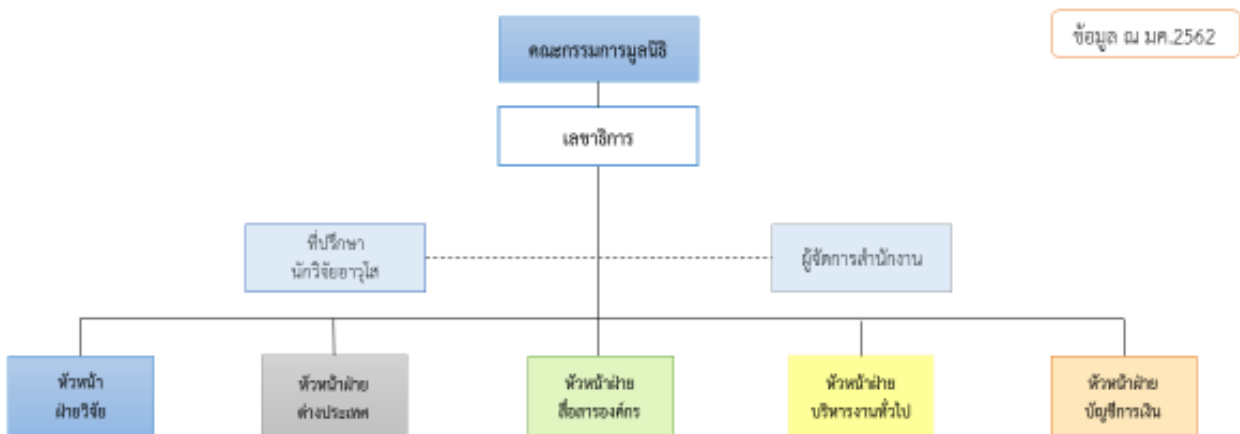 ข้อมูล ณ มค.2562
คณะกรรมการมูลนิธิ
เลขาธิการ
ที่ปรึกษา
นักวิจัยอาวุโส
ผู้จัดการสำนักงาน
หัวหน้า
ฝ่ายวิจัย
หัวหน้าฝ่าย
ต่างประเทศ
หัวหน้าฝ่าย
สื่อสารองค์กร
หัวหน้าฝ่าย
บริหารงานทั่วไป
หัวหน้าฝ่าย
บัญชีการเงิน